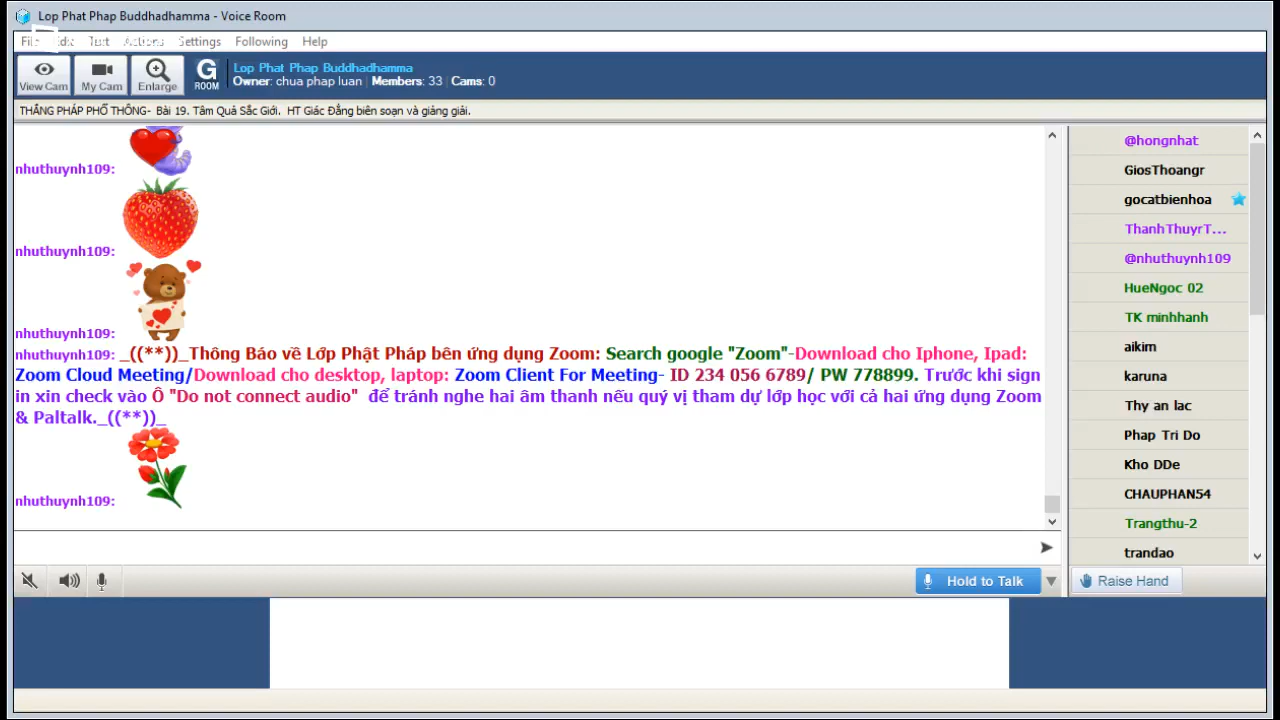 Lop Phat Phap Buddhadhamma - Voice Room
Settings Following Help
View Cam My Cam Enlarge G ROOM
Lop Phat Phap Buddhadhamma
Owner: chua phap luan | Members: 33 | Cams: 0
THẮNG PHÁP PHỔ THÔNG- Bài 19. Tâm Quả Sắc Giới. HT Giác Đẳng biên soạn và giảng giải.
nhuthuynh109:
nhuthuynh109:
nhuthuynh109:
nhuthuynh109: _((**))_Thông Báo về Lớp Phật Pháp bên ứng dụng Zoom: Search google "Zoom"-Download cho Iphone, Ipad:
Zoom Cloud Meeting/Download cho desktop, laptop: Zoom Client For Meeting- ID 234 056 6789/ PW 778899. Trước khi sign
in xin check vào Ô "Do not connect audio" để tránh nghe hai âm thanh nếu quý vị tham dự lớp học với cả hai ứng dụng Zoom
& Paltalk._((**))_
nhuthuynh109:
Hold to Talk
@hongnhat
GiosThoangr
gocatbienhoa
ThanhThuyrT...
@nhuthuynh109
HueNgoc 02
TK minhhanh
aikim
karuna
Thy an lac
Phap Tri Do
Kho DDe
CHAUPHAN54
Trangthu-2
trandao
Raise Hand